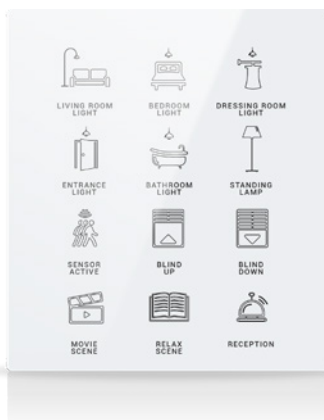 LIVING ROOM
LIGHT
BEDROOM
LIGHT
DRESSING ROOM
LIGHT
ENTRANCE
LIGHT
BATHROOM
LIGHT
STANDING
LAMP
SENSOR
ACTIVE
BLIND
UP
BLIND
DOWN
MOVIE
SCENE
RELAX
SCENE
RECEPTION